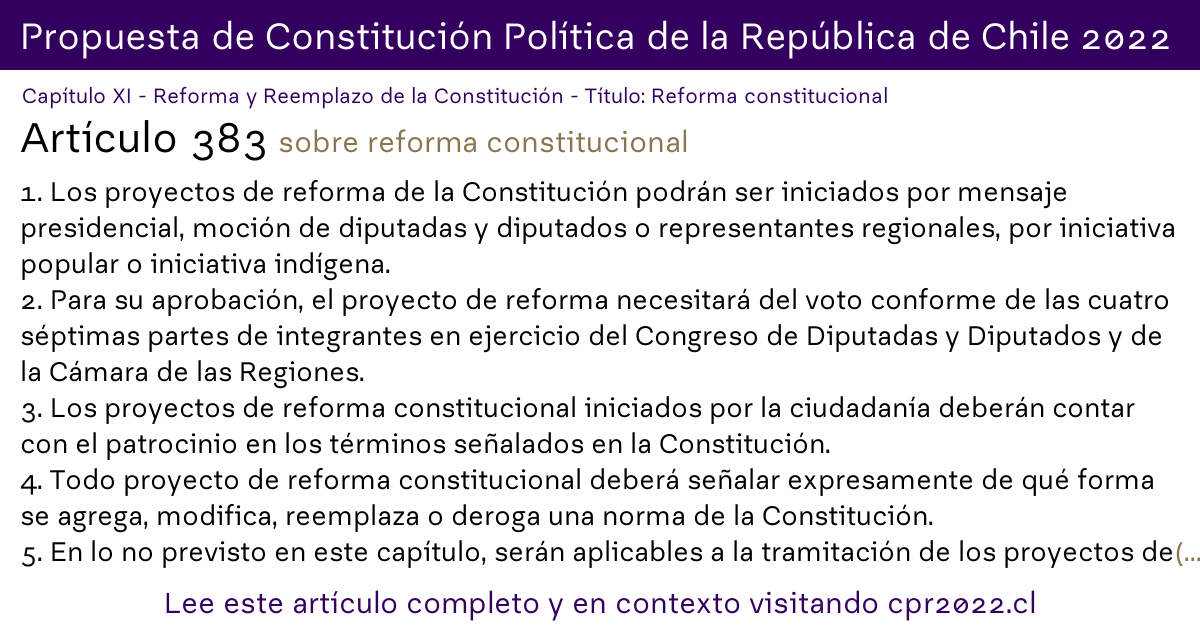 Propuesta de Constitución Política de la República de Chile 2022
Capítulo XI - Reforma y Reemplazo de la Constitución - Título: Reforma constitucional
Artículo 383 sobre reforma constitucional
1. Los proyectos de reforma de la Constitución podrán ser iniciados por mensaje
presidencial, moción de diputadas y diputados o representantes regionales, por iniciativa
popular o iniciativa indígena.
2. Para su aprobación, el proyecto de reforma necesitará del voto conforme de las cuatro
séptimas partes de integrantes en ejercicio del Congreso de Diputadas y Diputados y de
la Cámara de las Regiones.
3. Los proyectos de reforma constitucional iniciados por la ciudadanía deberán contar
con el patrocinio en los términos señalados en la Constitución.
4. Todo proyecto de reforma constitucional deberá señalar expresamente de qué forma
se agrega, modifica, reemplaza o deroga una norma de la Constitución.
5. En lo no previsto en este capítulo, serán aplicables a la tramitación de los proyectos de(...
Lee este artículo completo y en contexto visitando cpr2022.cl